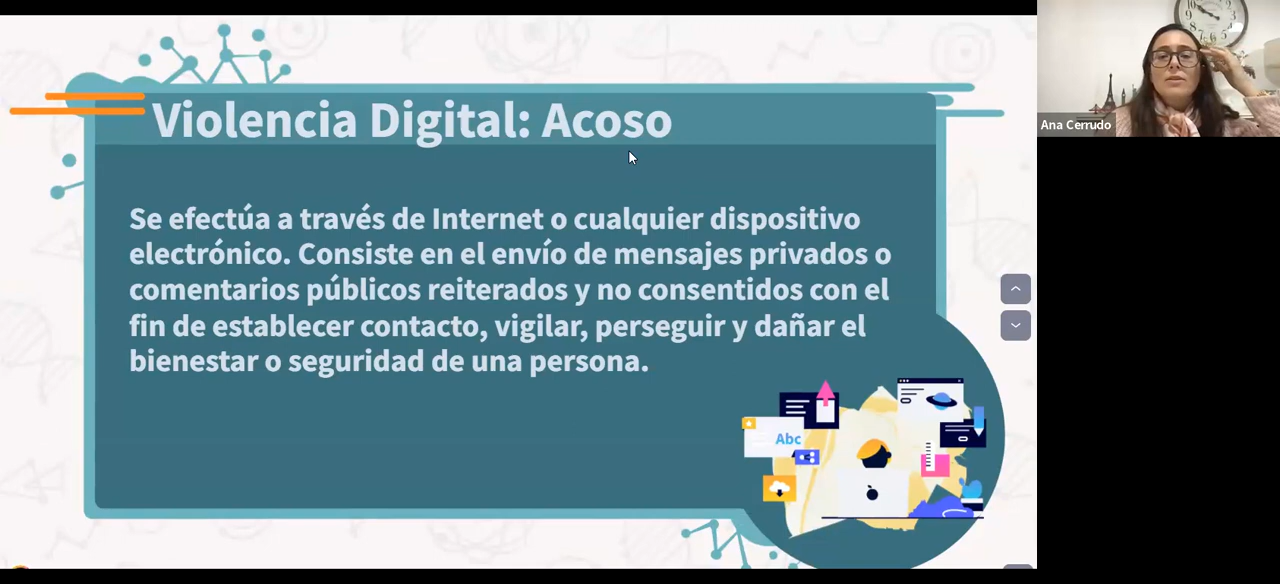 Violencia Digital: Acoso
Se efectúa a través de Internet o cualquier dispositivo
electrónico. Consiste en el envío de mensajes privados o
comentarios públicos reiterados y no consentidos con el
fin de establecer contacto, vigilar, perseguir y dañar el
bienestar o seguridad de una persona.
Abc
Ana Cerrudo